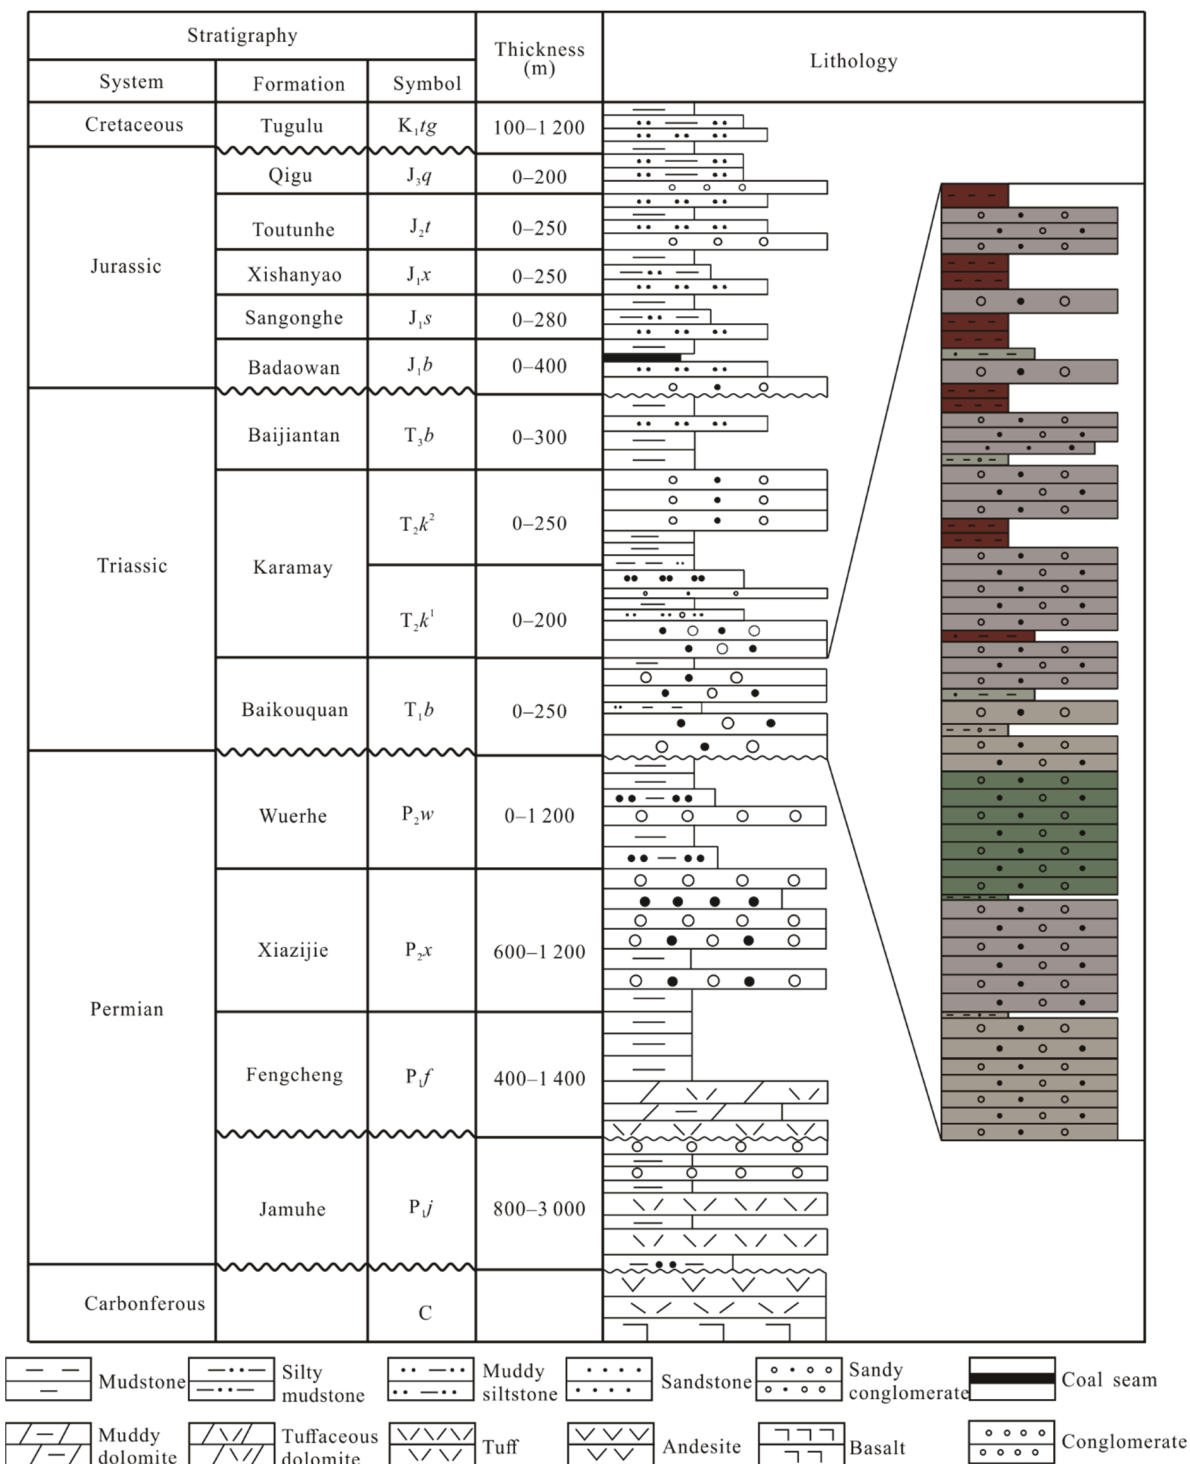 Stratigraphy
Thickness
(m)
Lithology
System
Formation
Symbol
Cretaceous
Tugulu
K₁tg
100–1 200
Jurassic
Qigu
J₃q
0–200
Toutunhe
J₂t
0–250
Xishanyao
J₁x
0–250
Sangonghe
J₁s
0–280
Badaowan
J₁b
0–400
Triassic
Baijiantan
T₃b
0–300
Karamay
T₂k²
0–250
T₂k¹
0–200
Baikouquan
T₁b
0–250
Permian
Wuerhe
P₂w
0–1 200
Xiazijie
P₂x
600–1 200
Fengcheng
P₁f
400–1 400
Jamuhe
P₁j
800–3 000
Carbonferous
C
Mudstone
Silty
mudstone
Muddy
siltstone
Sandstone
Sandy
conglomerate
Coal seam
Muddy
dolomite
Tuffaceous
dolomite
Tuff
Andesite
Basalt
Conglomerate